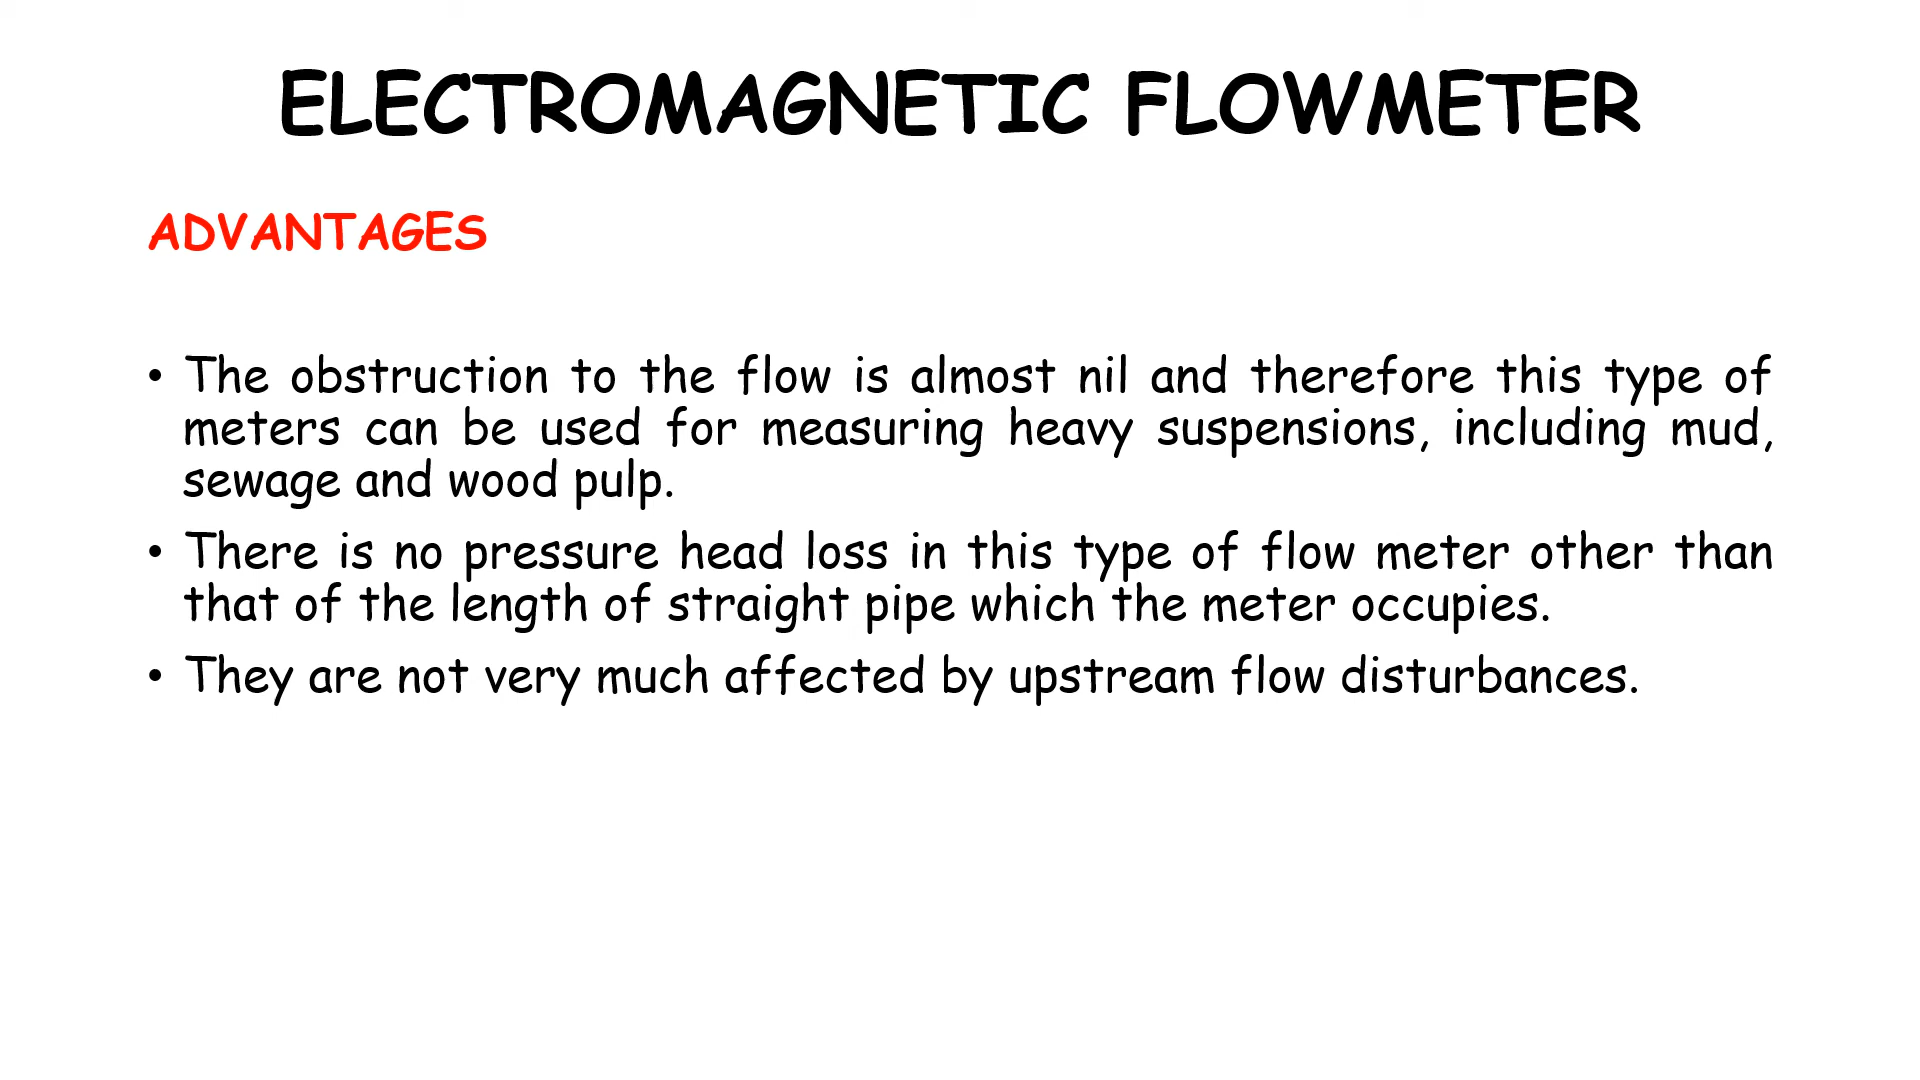 ELECTROMAGNETIC FLOWMETER
ADVANTAGES
• The obstruction to the flow is almost nil and therefore this type of
meters can be used for measuring heavy suspensions, including mud,
sewage and wood pulp.
• There is no pressure head loss in this type of flow meter other than
that of the length of straight pipe which the meter occupies.
• They are not very much affected by upstream flow disturbances.